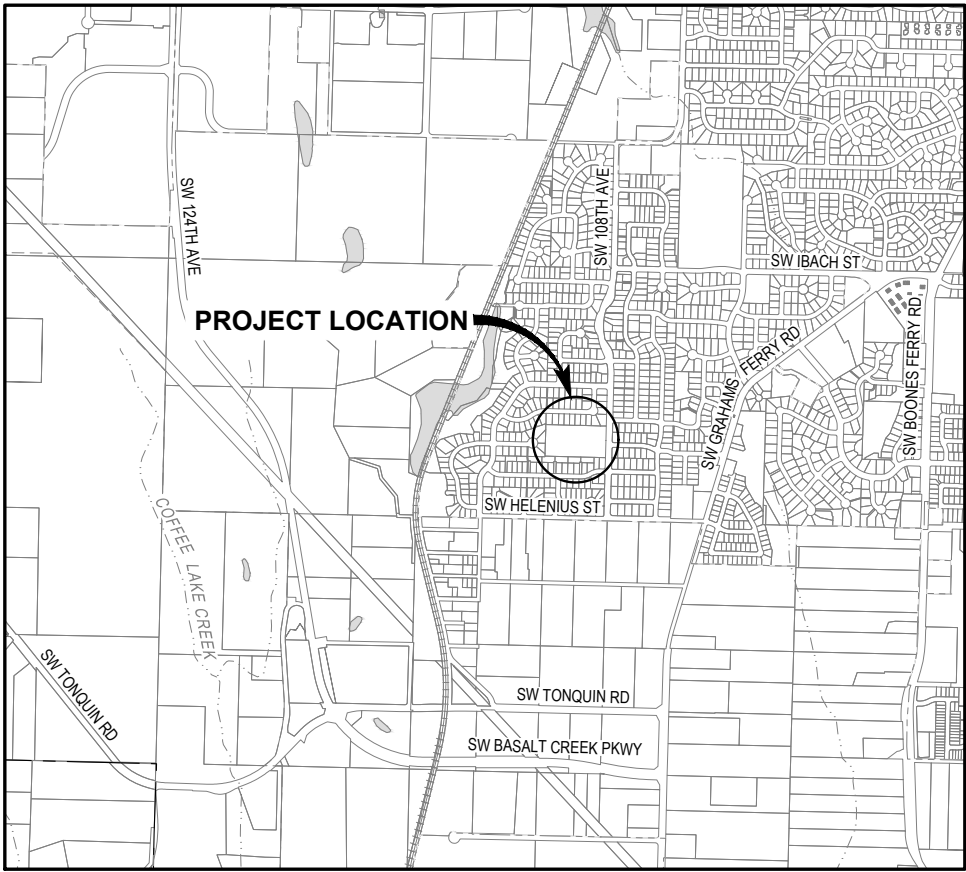 SW 124TH AVE
SW 108TH AVE
SW IBACH ST
PROJECT LOCATION
SW GRAHAMS FERRY RD
SW BOONES FERRY RD
SW HELENIUS ST
COFFEE LAKE CREEK
SW TONQUIN RD
SW TONQUIN RD
SW BASALT CREEK PKWY